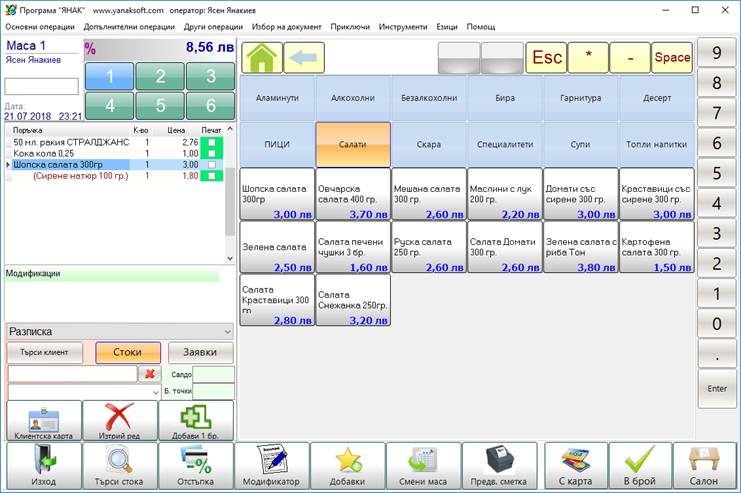 Програма "ЯНАК" www.yanaksoft.com оператор: Ясен Янакиев
Основни операции Допълнителни операции Други операции Избор на документ Приключи Инструменти Езици Помощ
Маса 1
Ясен Янакиев
% 8,56 лв
1 2 3
4 5 6
Дата:
21.07.2018 23:21
Поръчка К-во Цена Печат
50 мл. ракия СТРАЛДЖАНС 1 2,76
Кока кола 0,25 1 1,00
Шопска салата 300гр 1 3,00
(Сирене натюр 100 гр.) 1 1,80
Модификации
Разписка
Търси клиент Стоки Заявки
Салдо
Б. точки
Клиентска карта Изтрий ред Добави 1 бр.
Esc * - Space
Аламинути Алкохолни Безалкохолни Бира Гарнитура Десерт
ПИЦИ Салати Скара Специалитети Супи Топли напитки
Шопска салата 300гр
3,00 лв
Овчарска салата 400 гр.
3,70 лв
Мешана салата 300 гр.
2,60 лв
Маслини с лук 200 гр.
2,20 лв
Домати със сирене 300 гр.
3,00 лв
Краставици със сирене 300 гр.
3,00 лв
Зелена салата
2,50 лв
Салата печени чушки 3 бр.
1,60 лв
Руска салата 250 гр.
2,60 лв
Салата Домати 300 гр.
2,60 лв
Зелена салата с риба Тон
3,80 лв
Картофена салата 300 гр.
1,50 лв
Салата Краставици 300 гр
2,80 лв
Салата Снежанка 250гр.
3,20 лв
9
8
7
6
5
4
3
2
1
0
.
Enter
Изход Търси стока Отстъпка Модификатор Добавки Смени маса Предв. сметка С карта В брой Салон